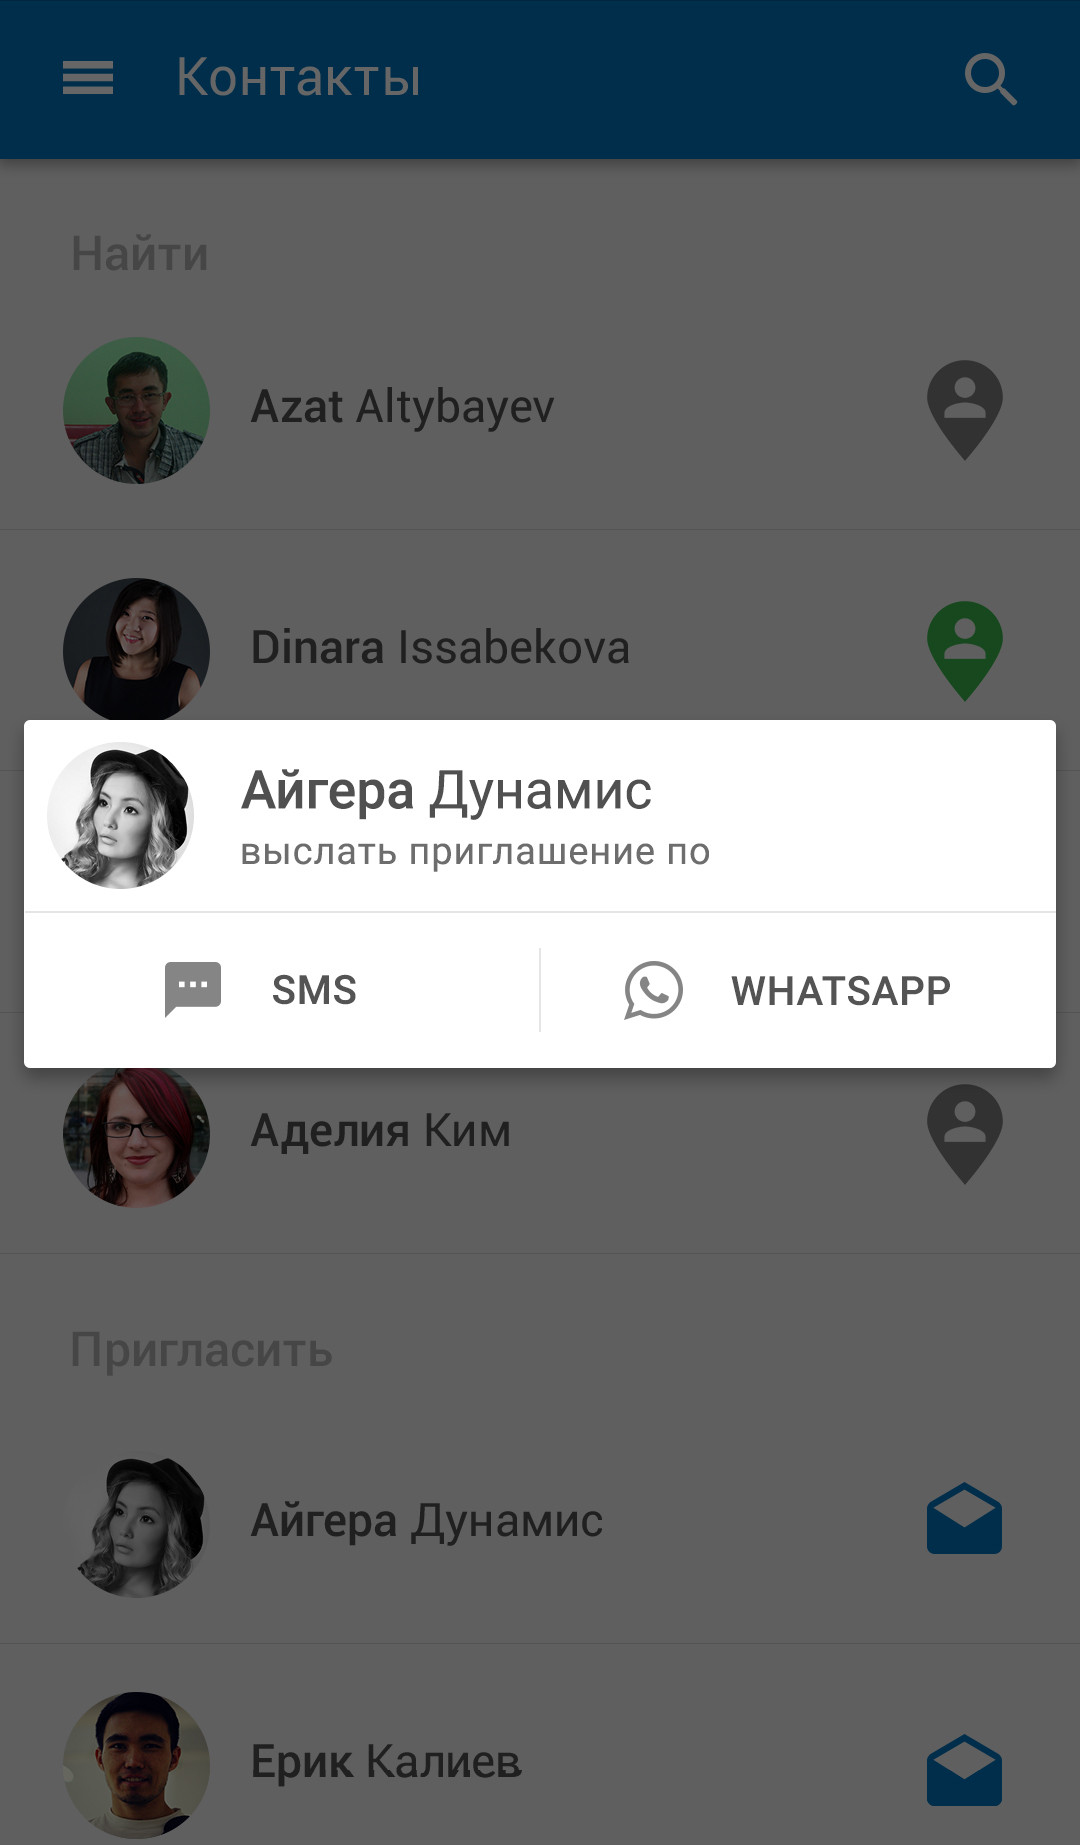 Контакты
Найти
Azat Altybayev
Dinara Issabekova
Айгера Дунамис
выслать приглашение по
SMS
WHATSAPP
Аделия Ким
Пригласить
Айгера Дунамис
Ерик Калиев